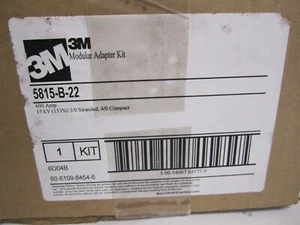 3M 3M
Modular Adapter Kit
5815-B-22
600 Amp
15 kV (133%) 3/0 Stranded, 4/0 Compact
1 KIT
6D04B
80-6109-8454-6